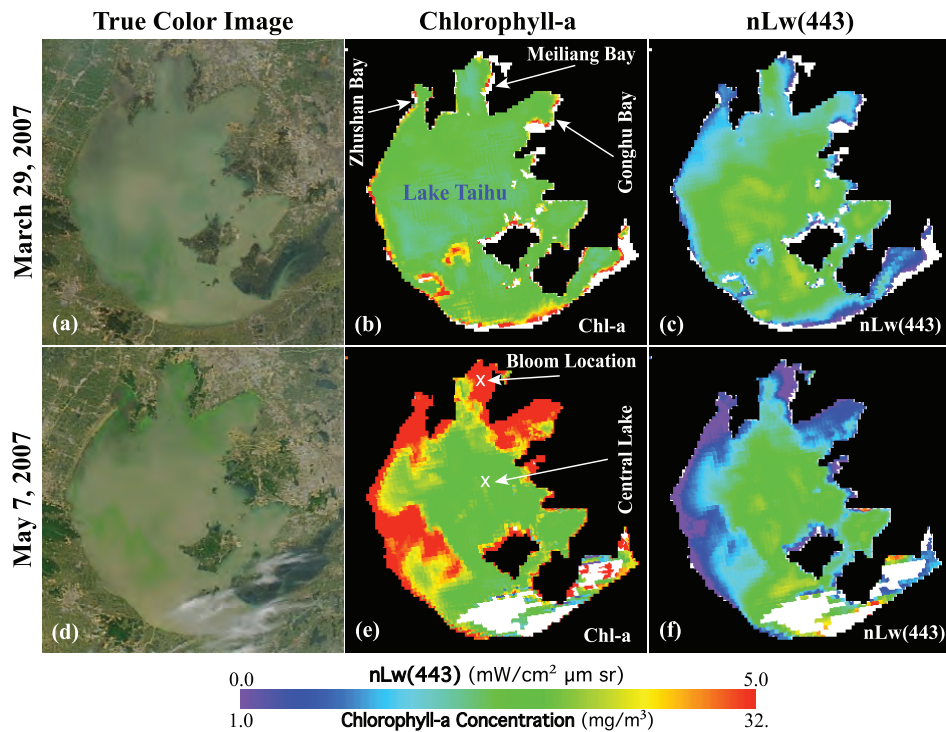 True Color Image
Chlorophyll-a
nLw(443)
March 29, 2007
Zhushan Bay
Meiliang Bay
Gonghu Bay
Lake Taihu
(a)
(b)
Chl-a
(c)
nLw(443)
May 7, 2007
Bloom Location
x
Central Lake
x
(d)
(e)
Chl-a
(f)
nLw(443)
0.0 nLw(443) (mW/cm² µm sr) 5.0
1.0 Chlorophyll-a Concentration (mg/m³) 32.